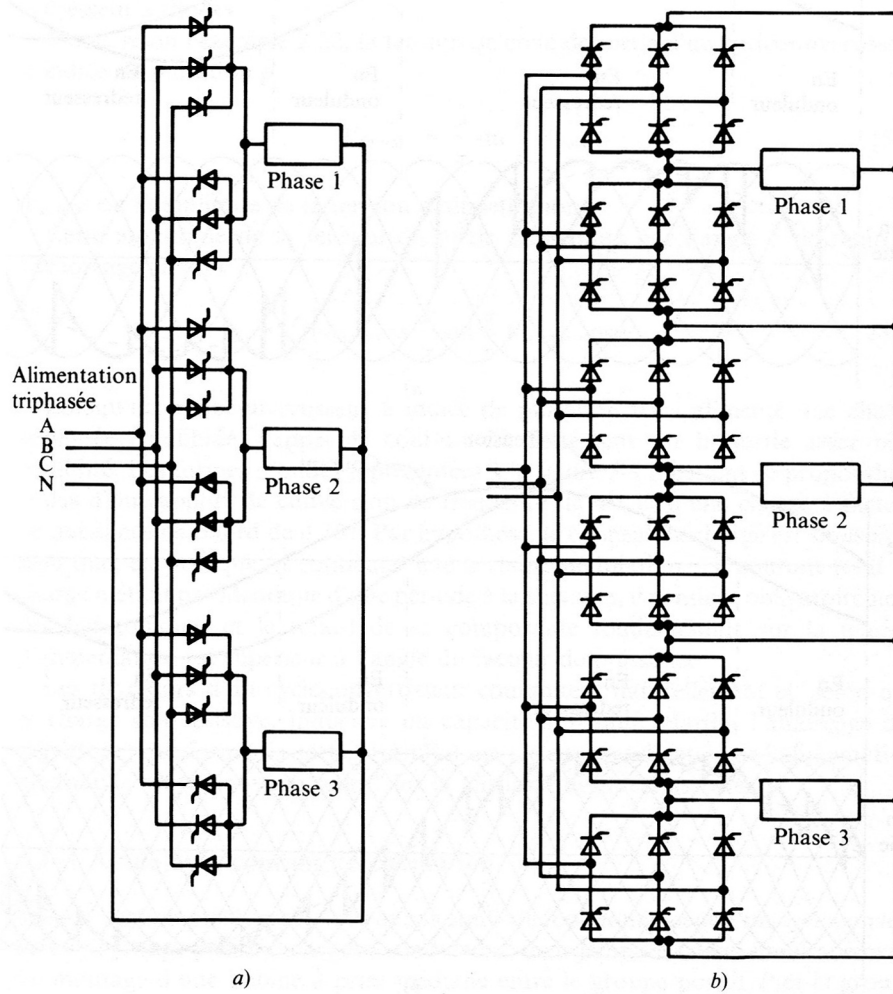 Phase 1
Phase 2
Alimentation
triphasée
A
B
C
N
Phase 3
a)
Phase 1
Phase 2
Phase 3
b)